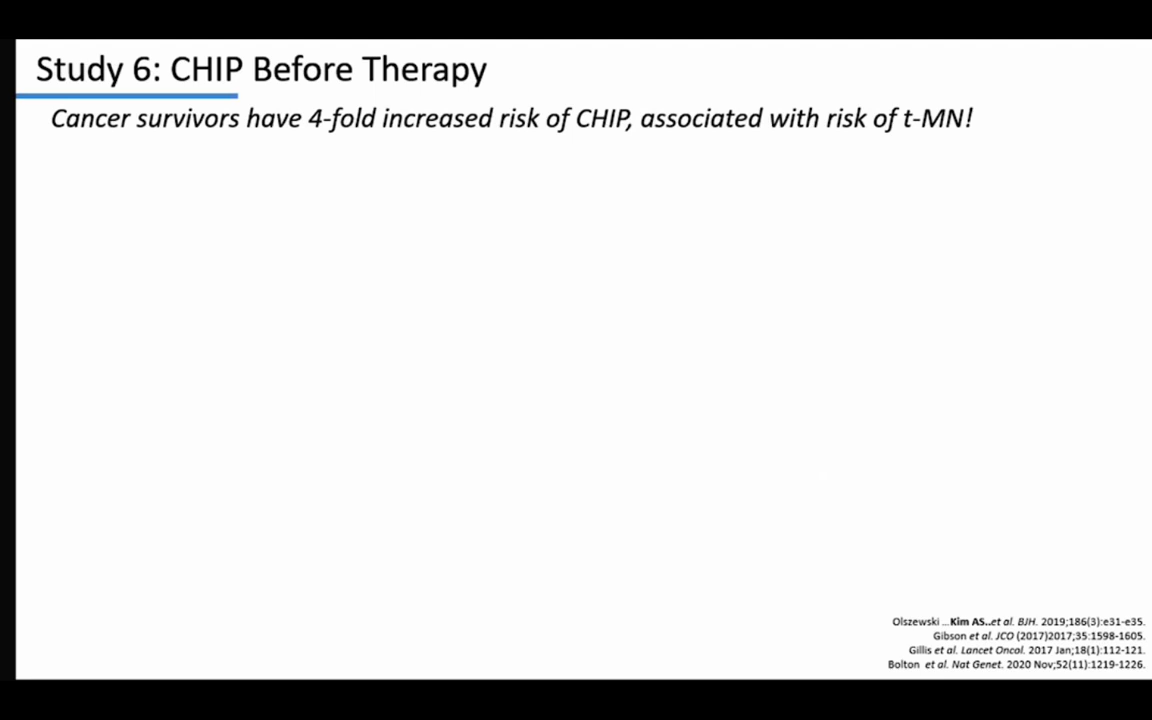 Study 6: CHIP Before Therapy
Cancer survivors have 4-fold increased risk of CHIP, associated with risk of t-MN!
Olszewski ...Kim AS..et al. BJH. 2019;186(3):e31-e35.
Gibson et al. JCO (2017)2017;35:1598-1605.
Gillis et al. Lancet Oncol. 2017 Jan;18(1):112-121.
Bolton et al. Nat Genet. 2020 Nov;52(11):1219-1226.